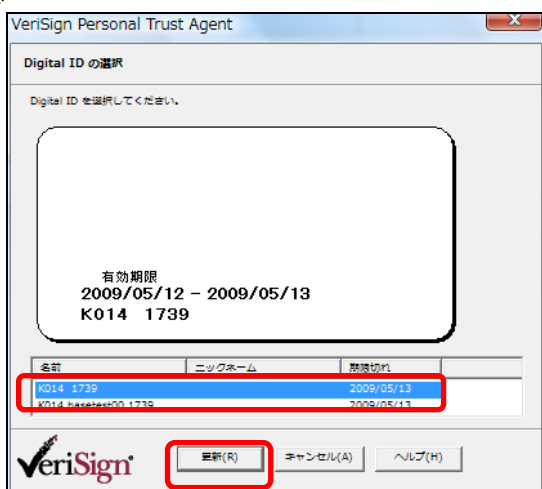 VeriSign Personal Trust Agent
Digital ID の選択
Digital ID を選択してください。
有効期限
2009/05/12 - 2009/05/13
K014 1739
名前 ニックネーム 期限切れ
K014 1739 2009/05/13
K014 basetest00 1739 2009/05/13
VeriSign 更新(R) キャンセル(A) ヘルプ(H)